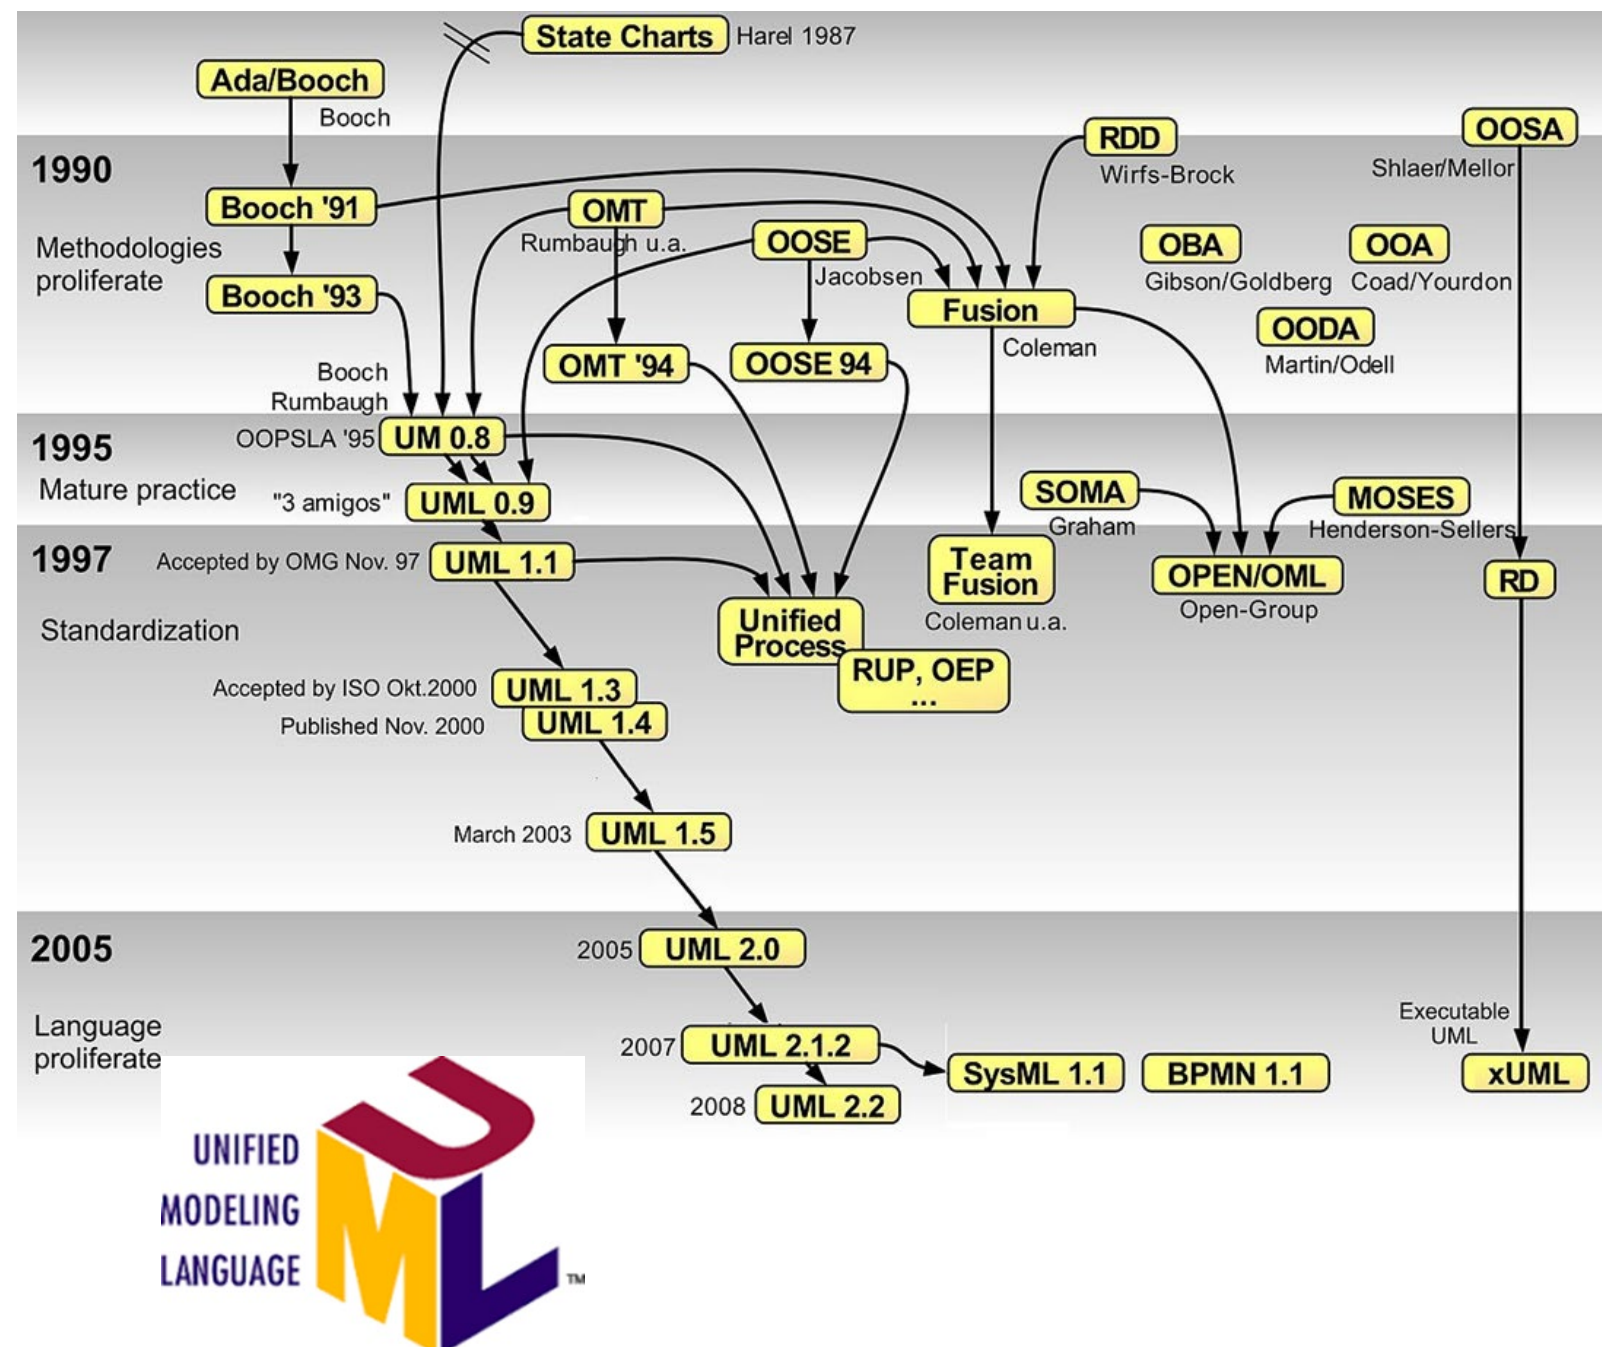 State Charts
Harel 1987
Ada/Booch
Booch
OOSA
Shlaer/Mellor
RDD
Wirfs-Brock
1990
Methodologies
proliferate
Booch '91
OMT
Rumbaugh u.a.
OOSE
Jacobsen
OBA
Gibson/Goldberg
OOA
Coad/Yourdon
Booch '93
Fusion
Coleman
OODA
Martin/Odell
OMT '94
OOSE 94
Booch
Rumbaugh
1995
Mature practice
OOPSLA '95
UM 0.8
"3 amigos"
UML 0.9
SOMA
Graham
MOSES
Henderson-Sellers
1997
Standardization
Accepted by OMG Nov. 97
UML 1.1
Team
Fusion
Coleman u.a.
OPEN/OML
Open-Group
RD
Unified
Process
RUP, OEP
...
Accepted by ISO Okt.2000
UML 1.3
Published Nov. 2000
UML 1.4
March 2003
UML 1.5
2005
Language
proliferate
2005
UML 2.0
2007
UML 2.1.2
SysML 1.1
BPMN 1.1
Executable
UML
xUML
2008
UML 2.2
UNIFIED
MODELING
LANGUAGE
UML
TM